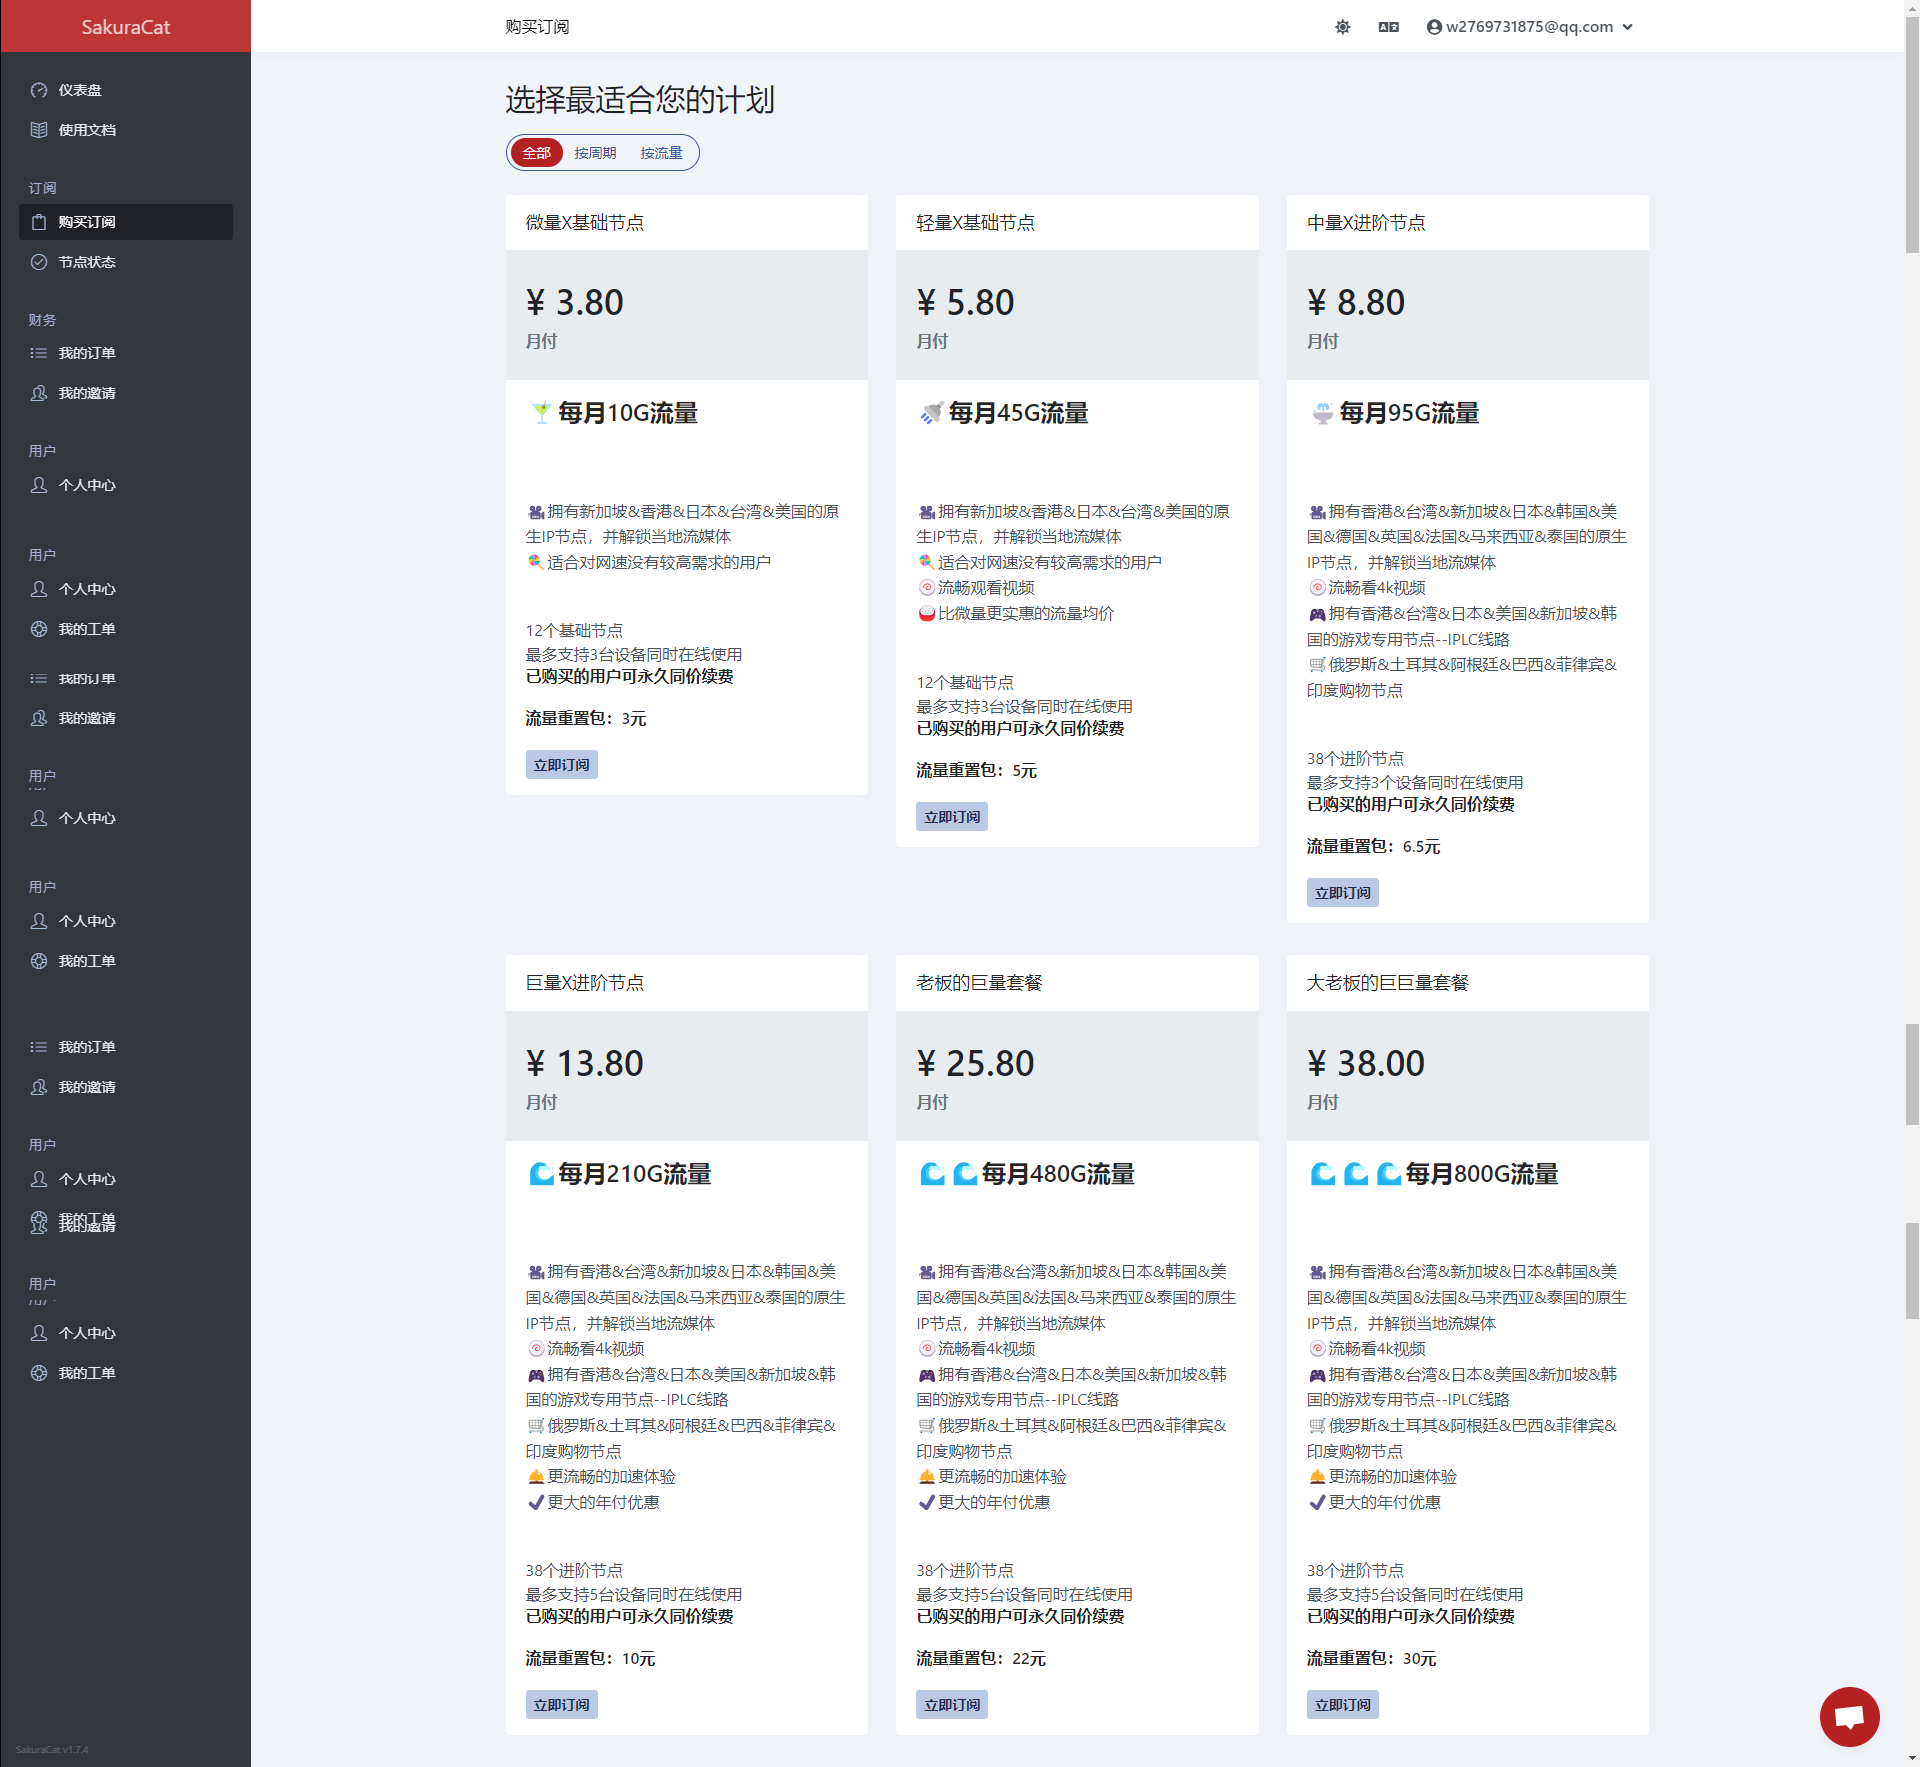 SakuraCat
购买订阅
w2769731875@qq.com
仪表盘
使用文档
订阅
购买订阅
节点状态
财务
我的订单
我的邀请
用户
个人中心
用户
个人中心
我的工单
我的订单
我的邀请
用户
个人中心
用户
个人中心
我的工单
我的订单
我的邀请
用户
个人中心
我的工单
我的邀请
用户
个人中心
我的工单
SakuraCat v1.7.4
选择最适合您的计划
全部 按周期 按流量
微量X基础节点
¥ 3.80
月付
每月10G流量
拥有新加坡&香港&日本&台湾&美国的原
生IP节点，并解锁当地流媒体
适合对网速没有较高需求的用户
12个基础节点
最多支持3台设备同时在线使用
已购买的用户可永久同价续费
流量重置包：3元
立即订阅
轻量X基础节点
¥ 5.80
月付
每月45G流量
拥有新加坡&香港&日本&台湾&美国的原
生IP节点，并解锁当地流媒体
适合对网速没有较高需求的用户
流畅观看视频
比微量更实惠的流量均价
12个基础节点
最多支持3台设备同时在线使用
已购买的用户可永久同价续费
流量重置包：5元
立即订阅
中量X进阶节点
¥ 8.80
月付
每月95G流量
拥有香港&台湾&新加坡&日本&韩国&美
国&德国&英国&法国&马来西亚&泰国的原生
IP节点，并解锁当地流媒体
流畅看4k视频
拥有香港&台湾&日本&美国&新加坡&韩
国的游戏专用节点--IPLC线路
俄罗斯&土耳其&阿根廷&巴西&菲律宾&
印度购物节点
38个进阶节点
最多支持3个设备同时在线使用
已购买的用户可永久同价续费
流量重置包：6.5元
立即订阅
巨量X进阶节点
¥ 13.80
月付
每月210G流量
拥有香港&台湾&新加坡&日本&韩国&美
国&德国&英国&法国&马来西亚&泰国的原生
IP节点，并解锁当地流媒体
流畅看4k视频
拥有香港&台湾&日本&美国&新加坡&韩
国的游戏专用节点--IPLC线路
俄罗斯&土耳其&阿根廷&巴西&菲律宾&
印度购物节点
更流畅的加速体验
更大的年付优惠
38个进阶节点
最多支持5台设备同时在线使用
已购买的用户可永久同价续费
流量重置包：10元
立即订阅
老板的巨量套餐
¥ 25.80
月付
每月480G流量
拥有香港&台湾&新加坡&日本&韩国&美
国&德国&英国&法国&马来西亚&泰国的原生
IP节点，并解锁当地流媒体
流畅看4k视频
拥有香港&台湾&日本&美国&新加坡&韩
国的游戏专用节点--IPLC线路
俄罗斯&土耳其&阿根廷&巴西&菲律宾&
印度购物节点
更流畅的加速体验
更大的年付优惠
38个进阶节点
最多支持5台设备同时在线使用
已购买的用户可永久同价续费
流量重置包：22元
立即订阅
大老板的巨巨量套餐
¥ 38.00
月付
每月800G流量
拥有香港&台湾&新加坡&日本&韩国&美
国&德国&英国&法国&马来西亚&泰国的原生
IP节点，并解锁当地流媒体
流畅看4k视频
拥有香港&台湾&日本&美国&新加坡&韩
国的游戏专用节点--IPLC线路
俄罗斯&土耳其&阿根廷&巴西&菲律宾&
印度购物节点
更流畅的加速体验
更大的年付优惠
38个进阶节点
最多支持5台设备同时在线使用
已购买的用户可永久同价续费
流量重置包：30元
立即订阅